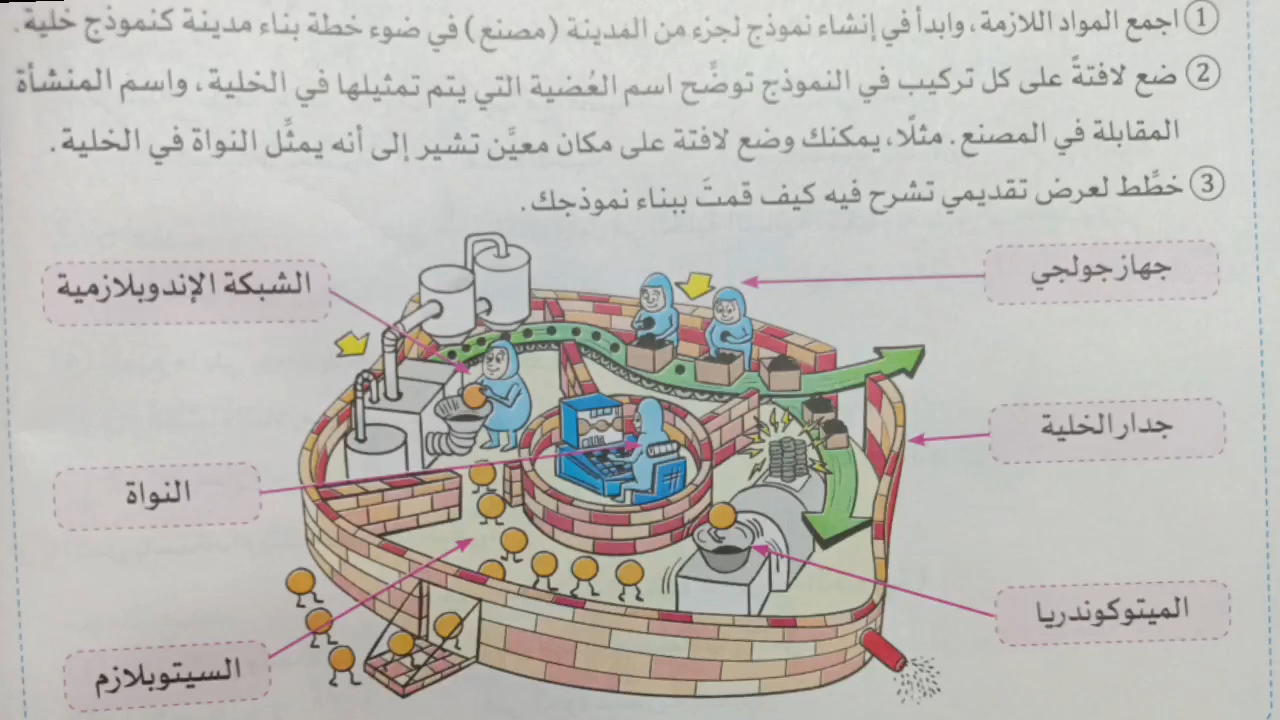 ① اجمع المواد اللازمة، وابدأ في إنشاء نموذج لجزء من المدينة (مصنع) في ضوء خطة بناء مدينة كنموذج خلية.
② ضع لافتةً على كل تركيب في النموذج توضِّح اسم العُضية التي يتم تمثيلها في الخلية، واسمَ المنشأة
المقابلة في المصنع. مثلًا، يمكنك وضع لافتة على مكان معيَّن تشير إلى أنه يمثِّل النواة في الخلية.
③ خطِّط لعرض تقديمي تشرح فيه كيف قمتَ ببناء نموذجك.
جهاز جولجي
الشبكة الإندوبلازمية
جدار الخلية
النواة
الميتوكوندريا
السيتوبلازم